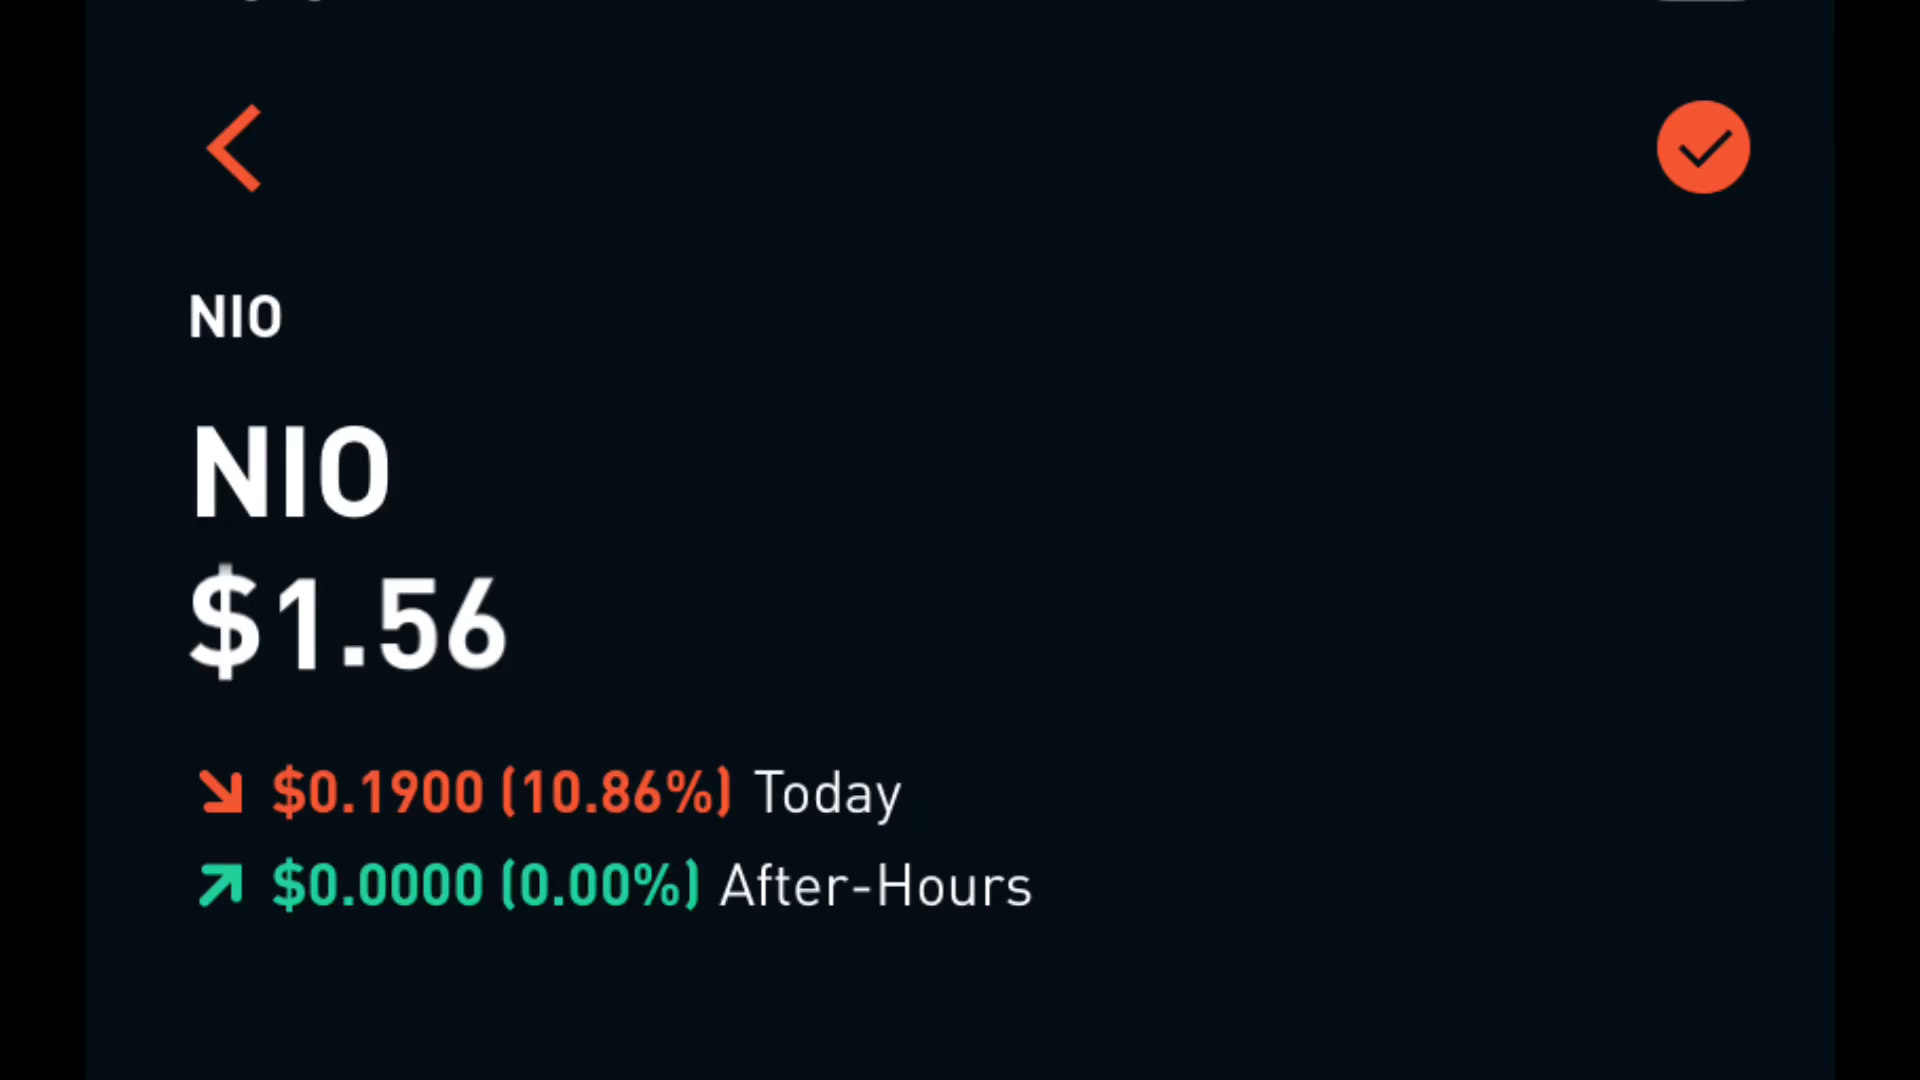 NIO
NIO
$1.56
$0.1900 (10.86%) Today
$0.0000 (0.00%) After-Hours